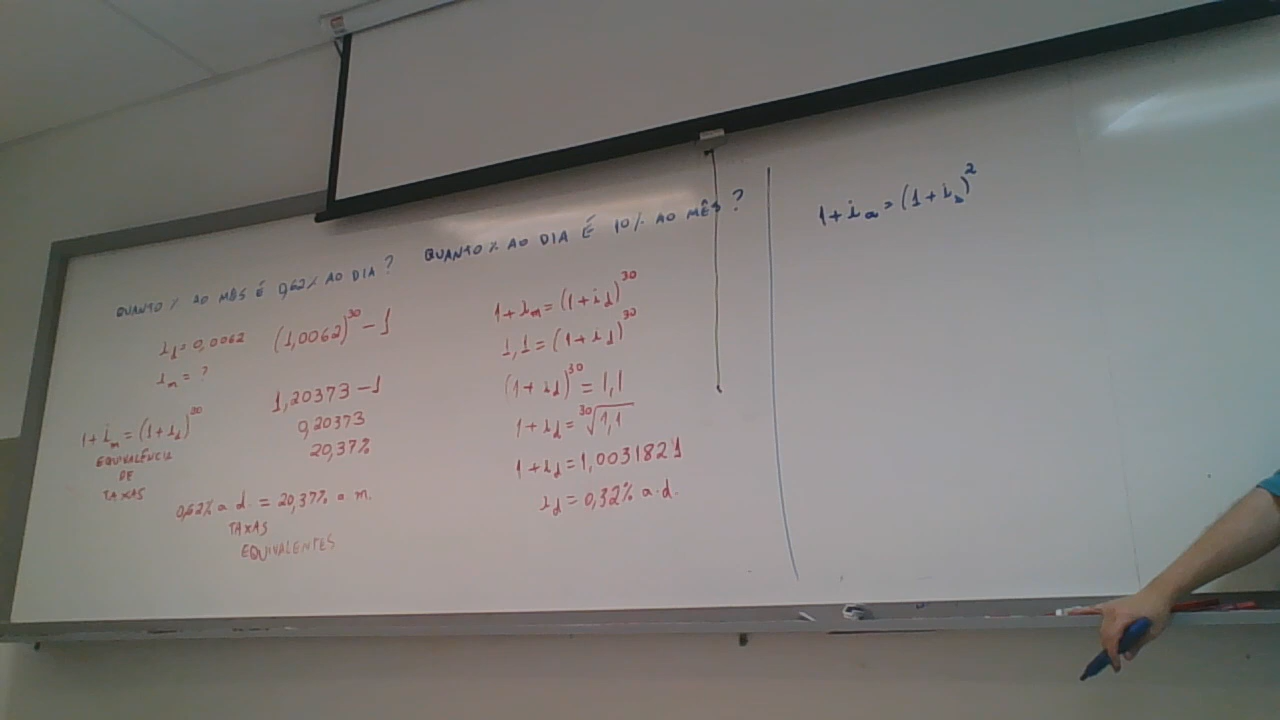 QUANTO % AO MÊS É 0,62% AO DIA?
i_d = 0,0062
i_m = ?
1 + i_m = (1 + i_d)^30
EQUIVALÊNCIA
DE
TAXAS
(1,0062)^30 - 1
1,20373 - 1
0,20373
20,37%
0,62% a d. = 20,37% a m.
TAXAS
EQUIVALENTES
QUANTO % AO DIA É 10% AO MÊS?
1 + i_m = (1 + i_d)^30
1,1 = (1 + i_d)^30
(1 + i_d)^30 = 1,1
1 + i_d = ³⁰√1,1
1 + i_d = 1,0031821
i_d = 0,32% a.d.
1 + i_a = (1 + i_s)^2